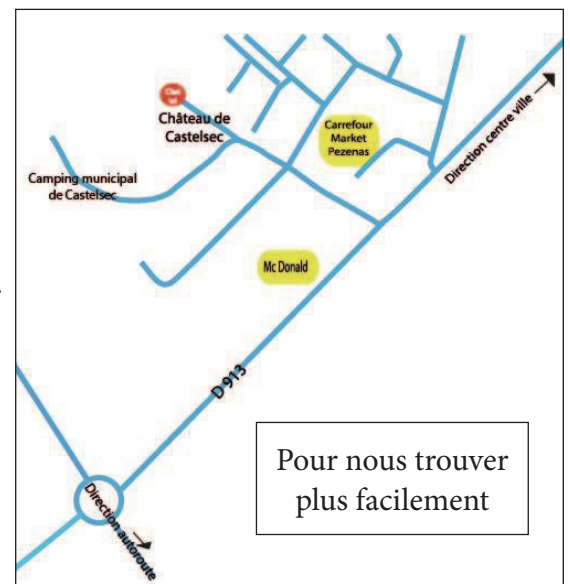 Château de
Castelsec
Carrefour
Market
Pezenas
Direction centre ville
Camping municipal
de Castelsec
Mc Donald
D 913
Pour nous trouver
plus facilement
Direction autoroute